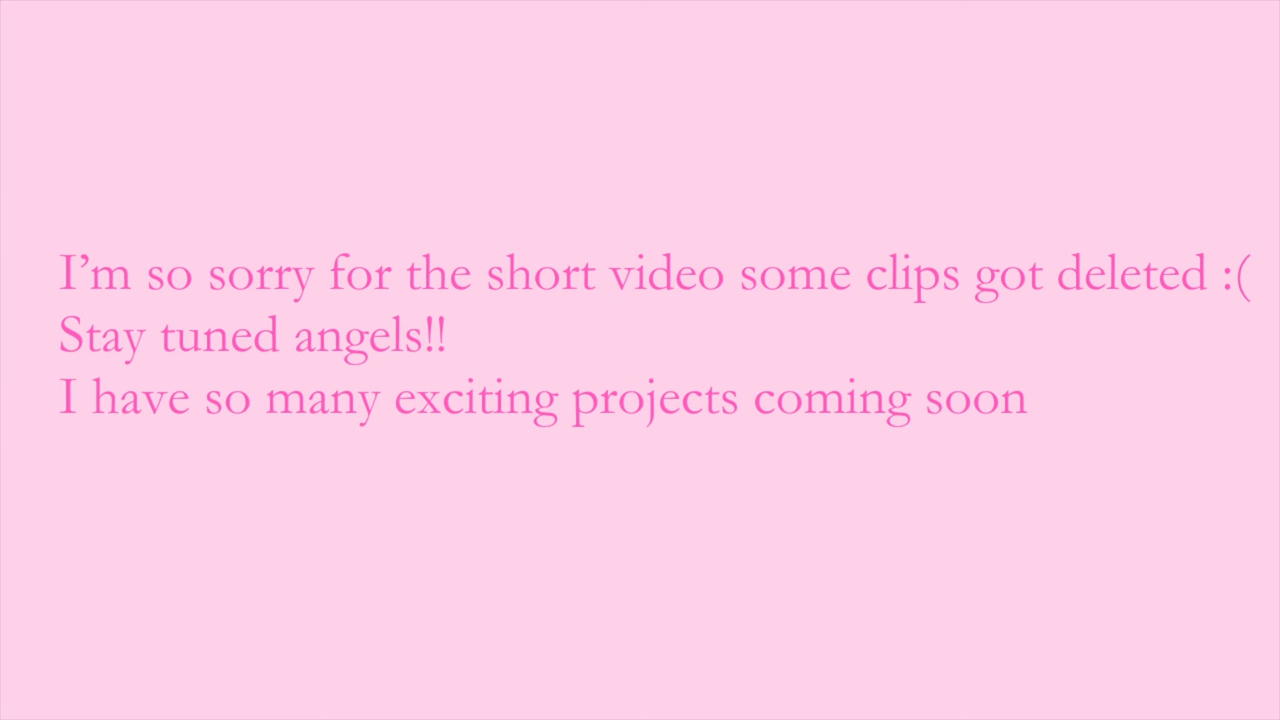 I’m so sorry for the short video some clips got deleted :(
Stay tuned angels!!
I have so many exciting projects coming soon